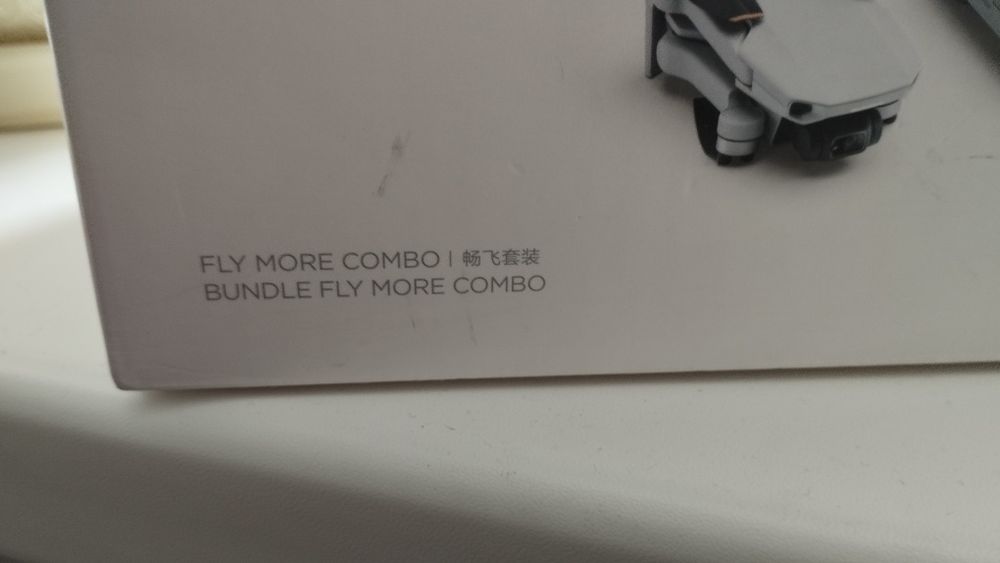 FLY MORE COMBO | 畅飞套装
BUNDLE FLY MORE COMBO